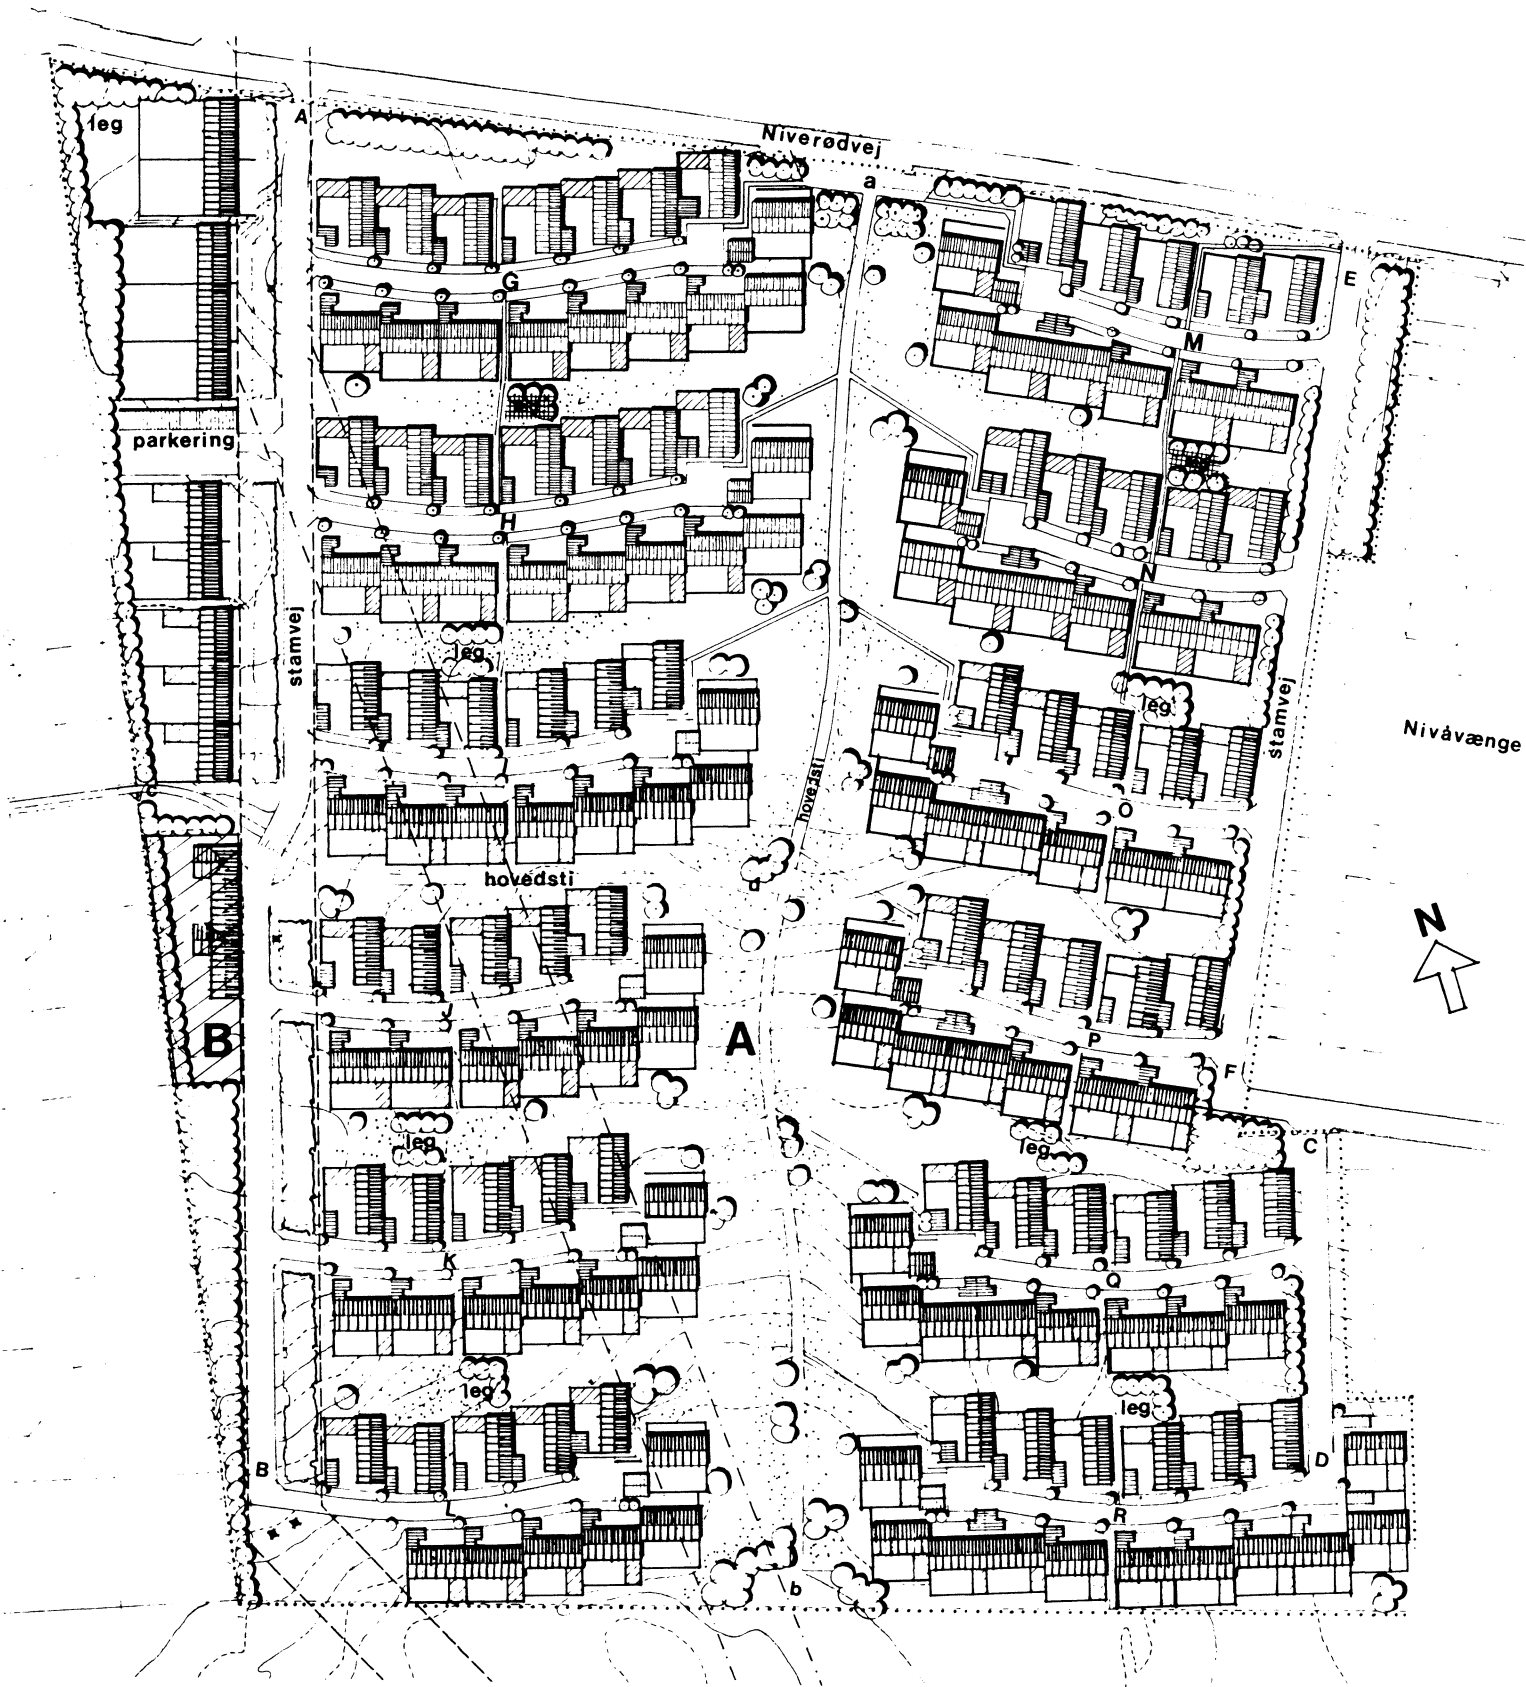 Niverødvej
leg
A
a
E
G
M
parkering
H
N
stamvej
leg
leg
stamvej
Nivåvænge
I
hovedsti
O
hovedsti
d
N
J
B
A
P
F
leg
leg
C
K
Q
leg
leg
B
D
L
R
b